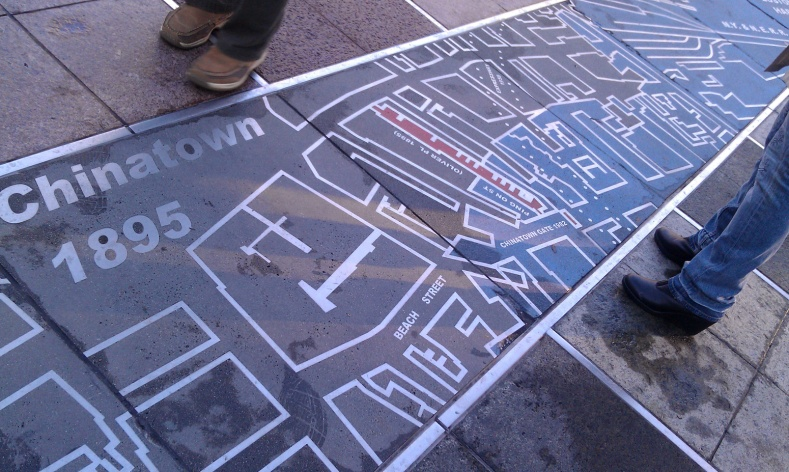 Chinatown
1895
(OLIVER PL 1895)
PING ON ST
CHINATOWN GATE 1982
BEACH STREET